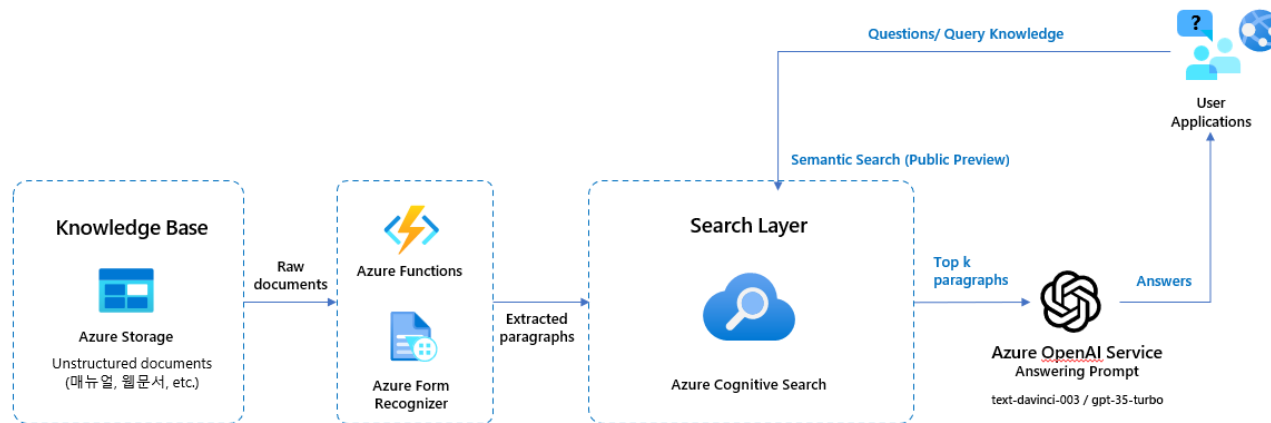 Questions/ Query Knowledge
?
User
Applications
Semantic Search (Public Preview)
Knowledge Base
Azure Storage
Unstructured documents
(매뉴얼, 웹문서, etc.)
Raw
documents
Azure Functions
Azure Form
Recognizer
Extracted
paragraphs
Search Layer
Azure Cognitive Search
Top k
paragraphs
Azure OpenAI Service
Answering Prompt
text-davinci-003 / gpt-35-turbo
Answers